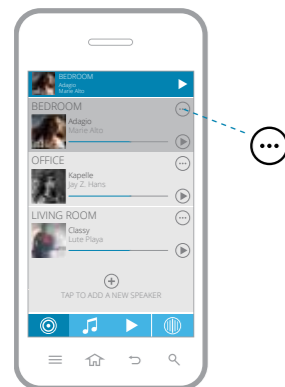 BEDROOM
Adagio
Marie Alto
BEDROOM
Adagio
Marie Alto
OFFICE
Kapelle
Jay Z. Hans
LIVING ROOM
Classy
Lute Playa
TAP TO ADD A NEW SPEAKER